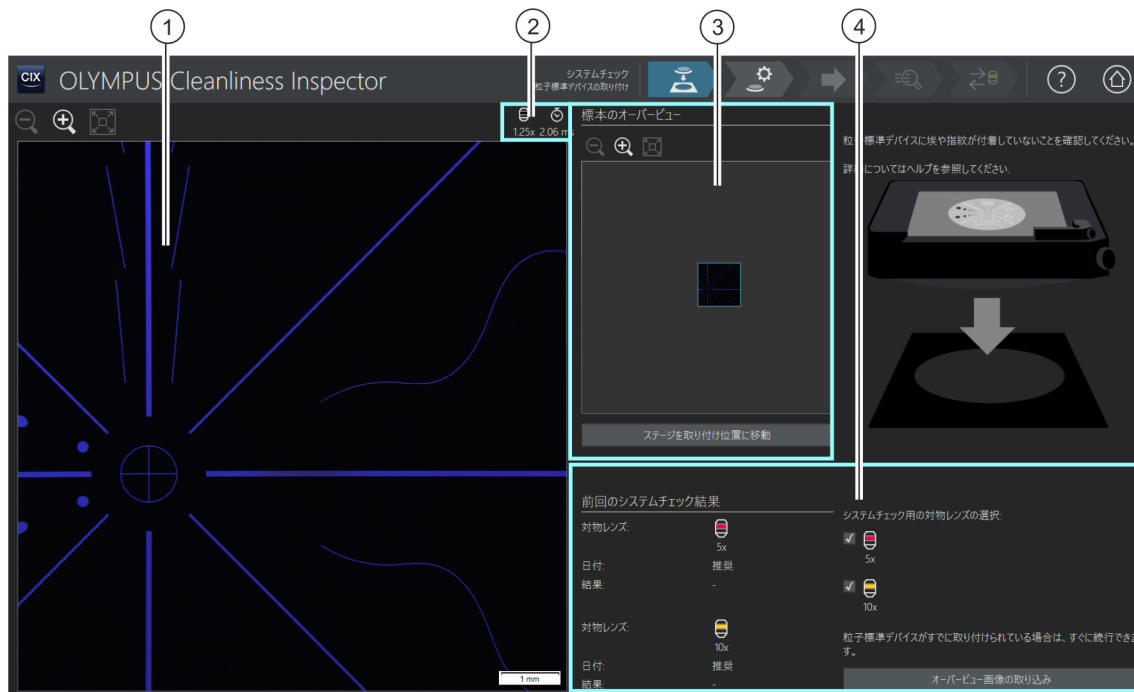 1
2
3
4
CIX
OLYMPUS Cleanliness Inspector
システムチェック
粒子標準デバイスの取り付け
?
1.25x 2.06 ms
標本のオーバービュー
粒子標準デバイスに埃や指紋が付着していないことを確認してください。
詳細についてはヘルプを参照してください.
ステージを取り付け位置に移動
前回のシステムチェック結果
対物レンズ:
5x
日付: 推奨
結果: -
対物レンズ:
10x
日付: 推奨
結果:
システムチェック用の対物レンズの選択:
5x
10x
粒子標準デバイスがすでに取り付けられている場合は、すぐに続行できま
す。
オーバービュー画像の取り込み
1 mm